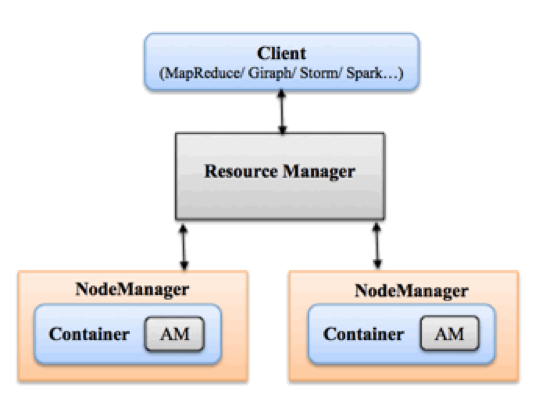 Client
(MapReduce/ Giraph/ Storm/ Spark…)
Resource Manager
NodeManager
Container AM
NodeManager
Container AM